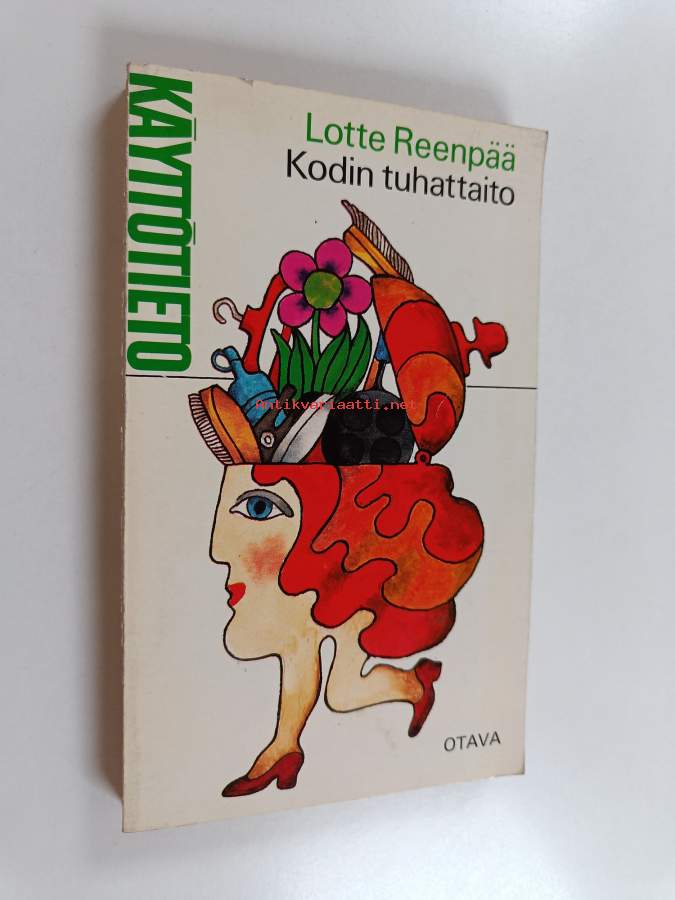 KÄYTTÖTIETO
Lotte Reenpää
Kodin tuhattaito
Antikvariaatti.net
OTAVA